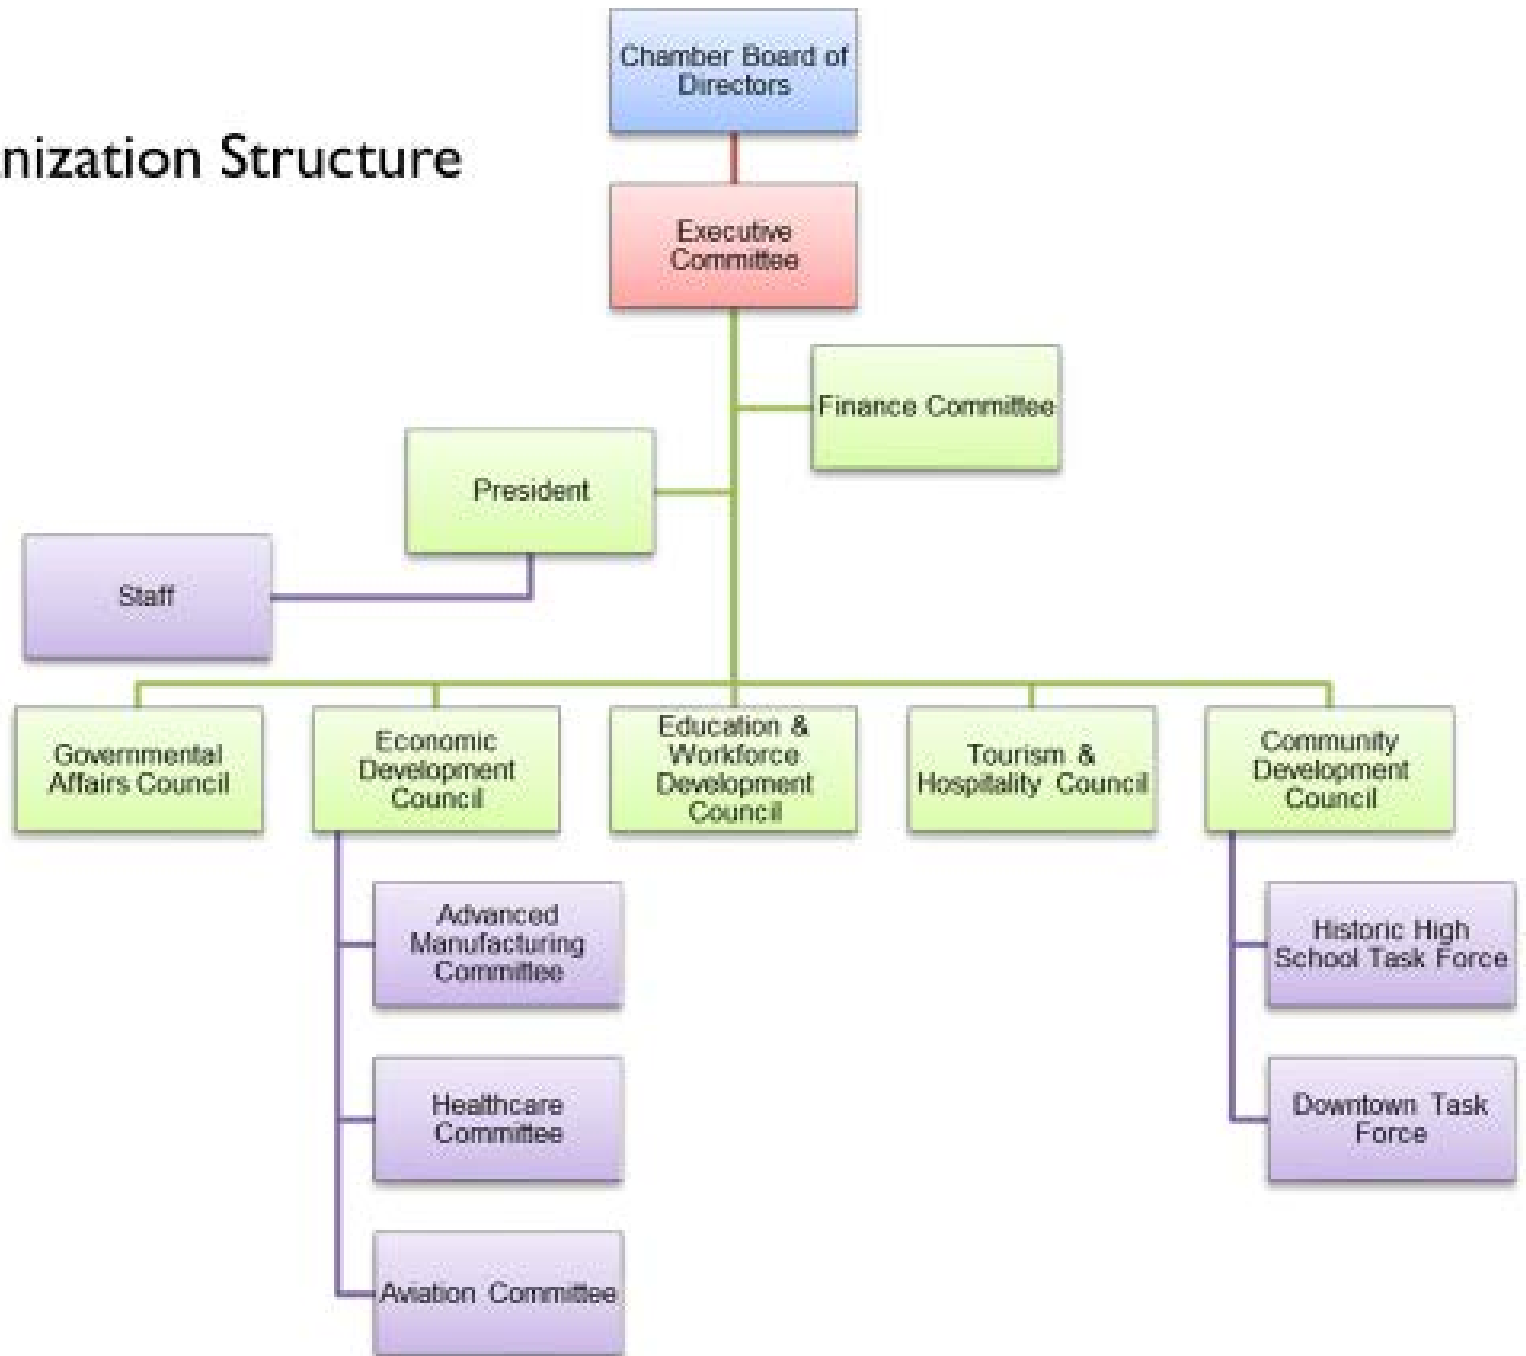 Chamber Board of
Directors
nization Structure
Executive
Committee
Finance Committee
President
Staff
Governmental
Affairs Council
Economic
Development
Council
Education &
Workforce
Development
Council
Tourism &
Hospitality Council
Community
Development
Council
Advanced
Manufacturing
Committee
Historic High
School Task Force
Healthcare
Committee
Downtown Task
Force
Aviation Committee